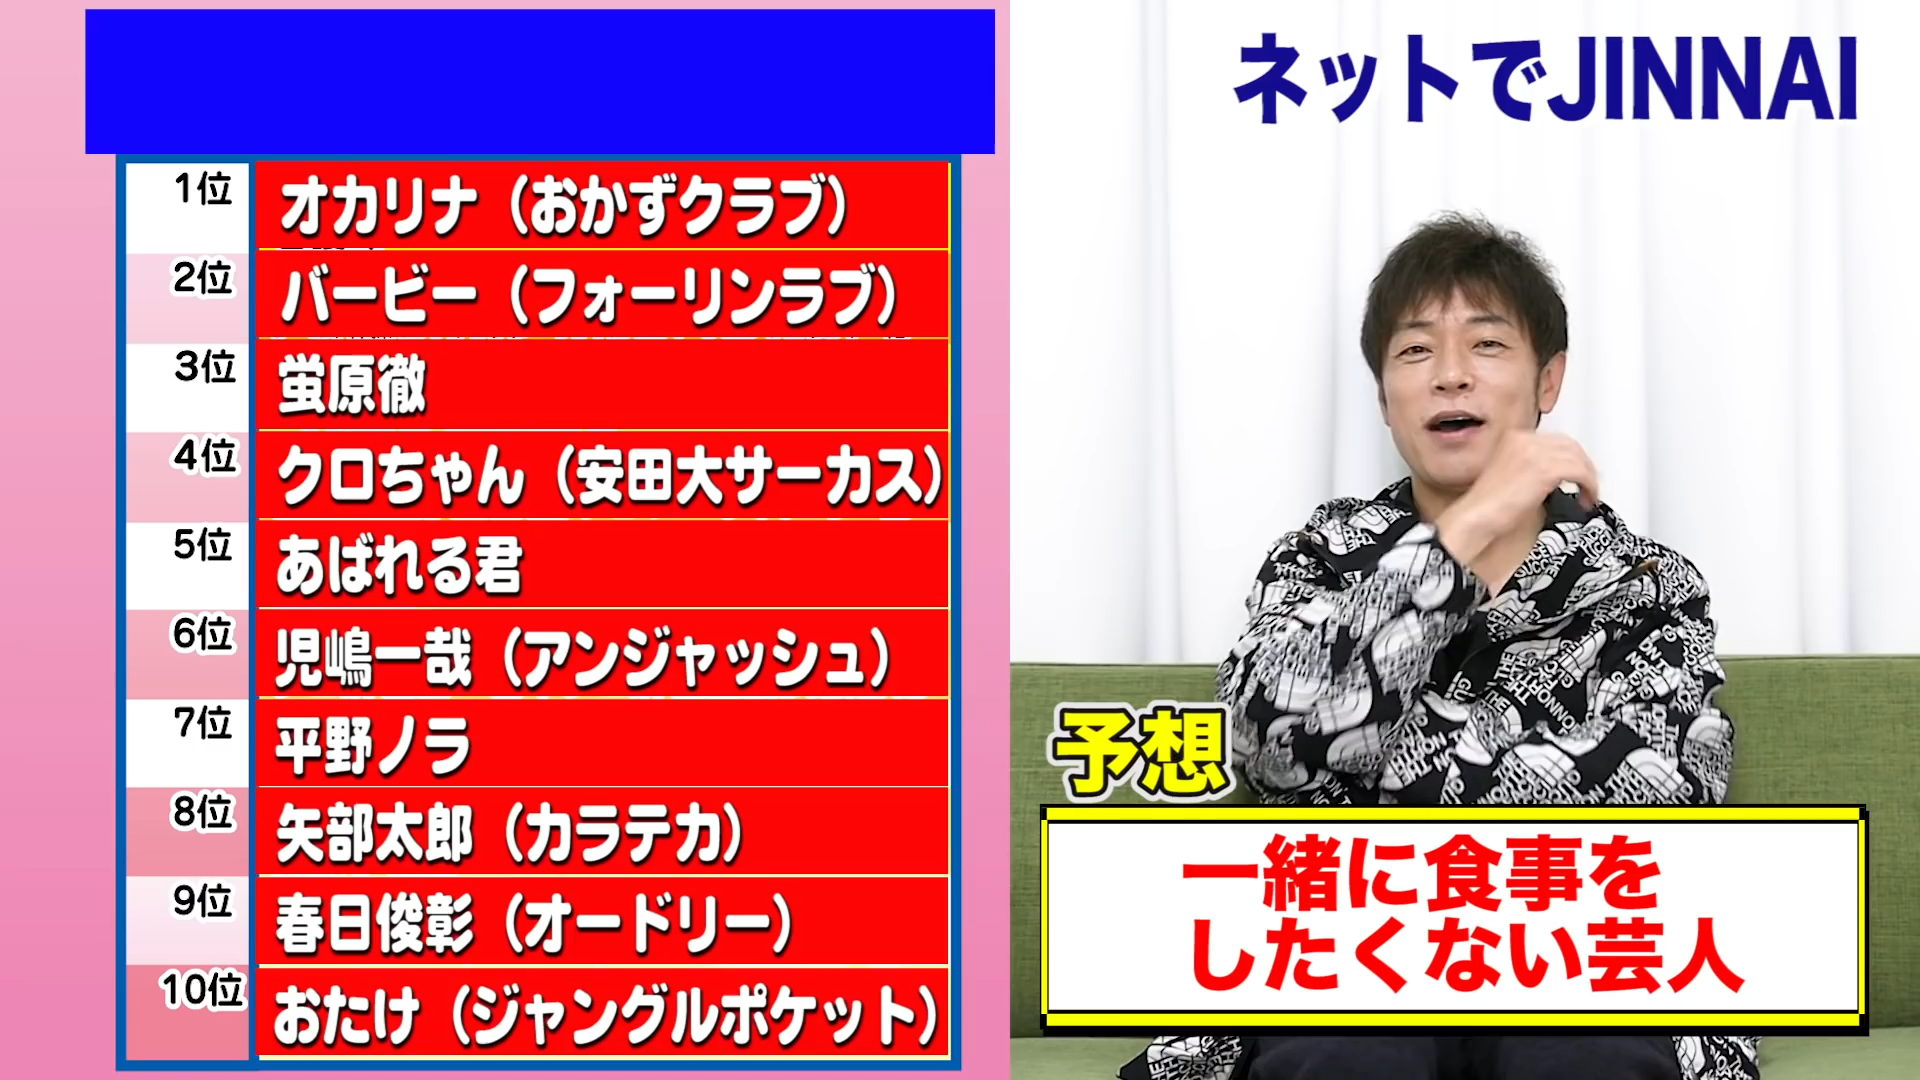 1位 オカリナ（おかずクラブ）
2位 バービー（フォーリンラブ）
3位 蛍原徹
4位 クロちゃん（安田大サーカス）
5位 あばれる君
6位 児嶋一哉（アンジャッシュ）
7位 平野ノラ
8位 矢部太郎（カラテカ）
9位 春日俊彰（オードリー）
10位 おたけ（ジャングルポケット）
ネットでJINNAI
予想
一緒に食事を
したくない芸人